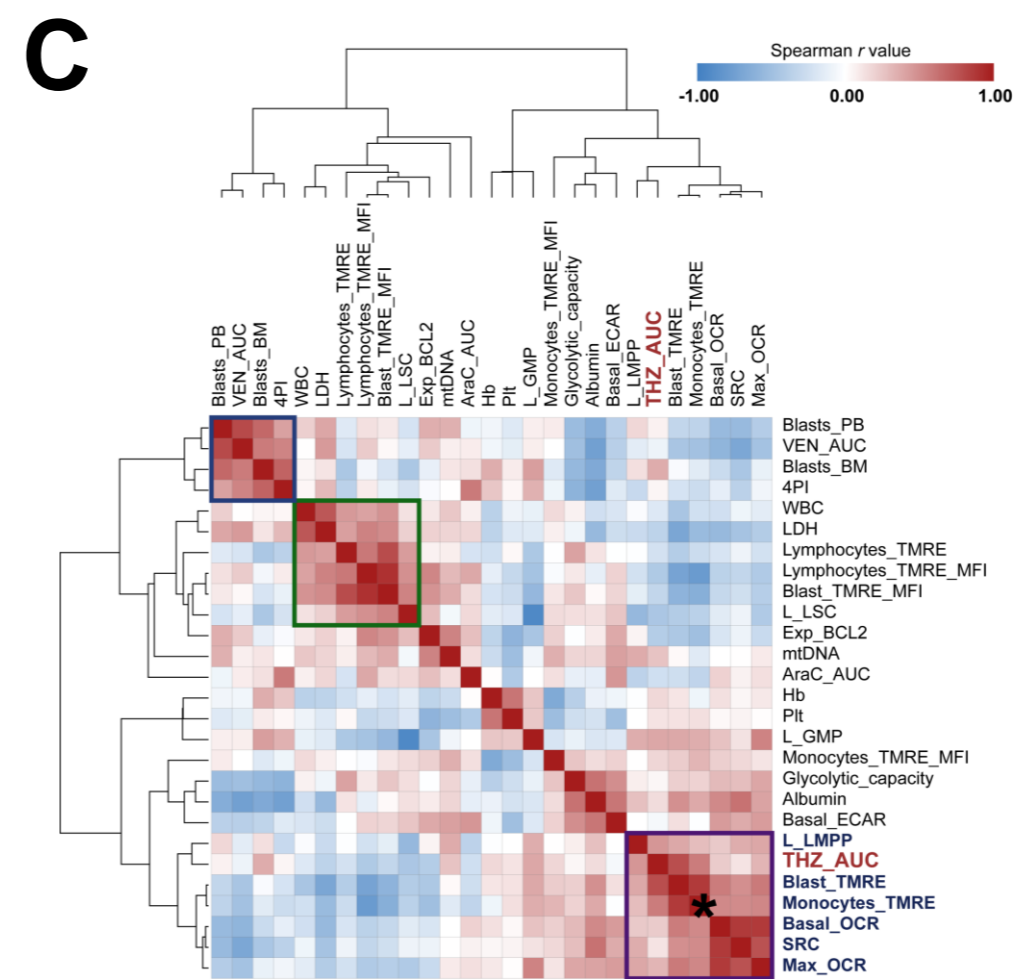 C
Spearman r value
-1.00 0.00 1.00
Blasts_PB
VEN_AUC
Blasts_BM
4PI
WBC
LDH
Lymphocytes_TMRE
Lymphocytes_TMRE_MFI
Blast_TMRE_MFI
L_LSC
Exp_BCL2
mtDNA
AraC_AUC
Hb
Plt
L_GMP
Monocytes_TMRE_MFI
Glycolytic_capacity
Albumin
Basal_ECAR
L_LMPP
THZ_AUC
Blast_TMRE
Monocytes_TMRE
Basal_OCR
SRC
Max_OCR
Blasts_PB
VEN_AUC
Blasts_BM
4PI
WBC
LDH
Lymphocytes_TMRE
Lymphocytes_TMRE_MFI
Blast_TMRE_MFI
L_LSC
Exp_BCL2
mtDNA
AraC_AUC
Hb
Plt
L_GMP
Monocytes_TMRE_MFI
Glycolytic_capacity
Albumin
Basal_ECAR
L_LMPP
THZ_AUC
Blast_TMRE
Monocytes_TMRE
*
Basal_OCR
SRC
Max_OCR